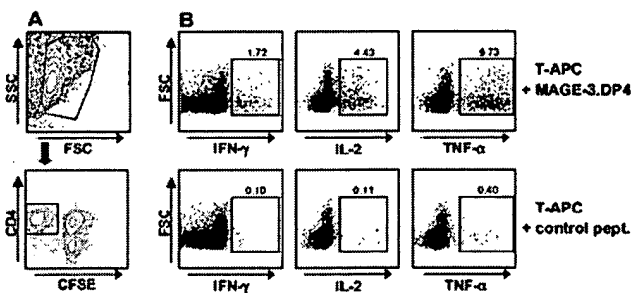 A
B
SSC
FSC
CD4
CFSE
FSC
1.72
4.43
6.73
IFN-γ
IL-2
TNF-α
T-APC
+ MAGE-3.DP4
FSC
0.10
0.11
0.40
IFN-γ
IL-2
TNF-α
T-APC
+ control pept.